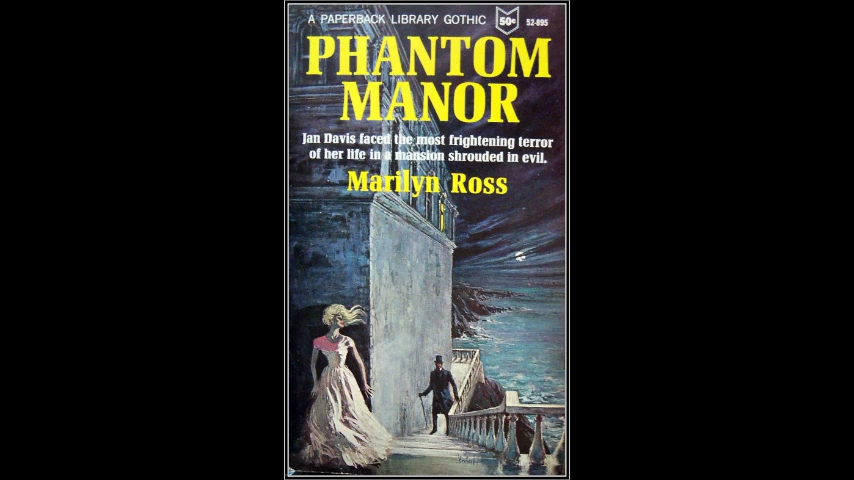 A PAPERBACK LIBRARY GOTHIC 50¢ 52-895
PHANTOM
MANOR
Jan Davis faced the most frightening terror
of her life in a mansion shrouded in evil.
Marilyn Ross